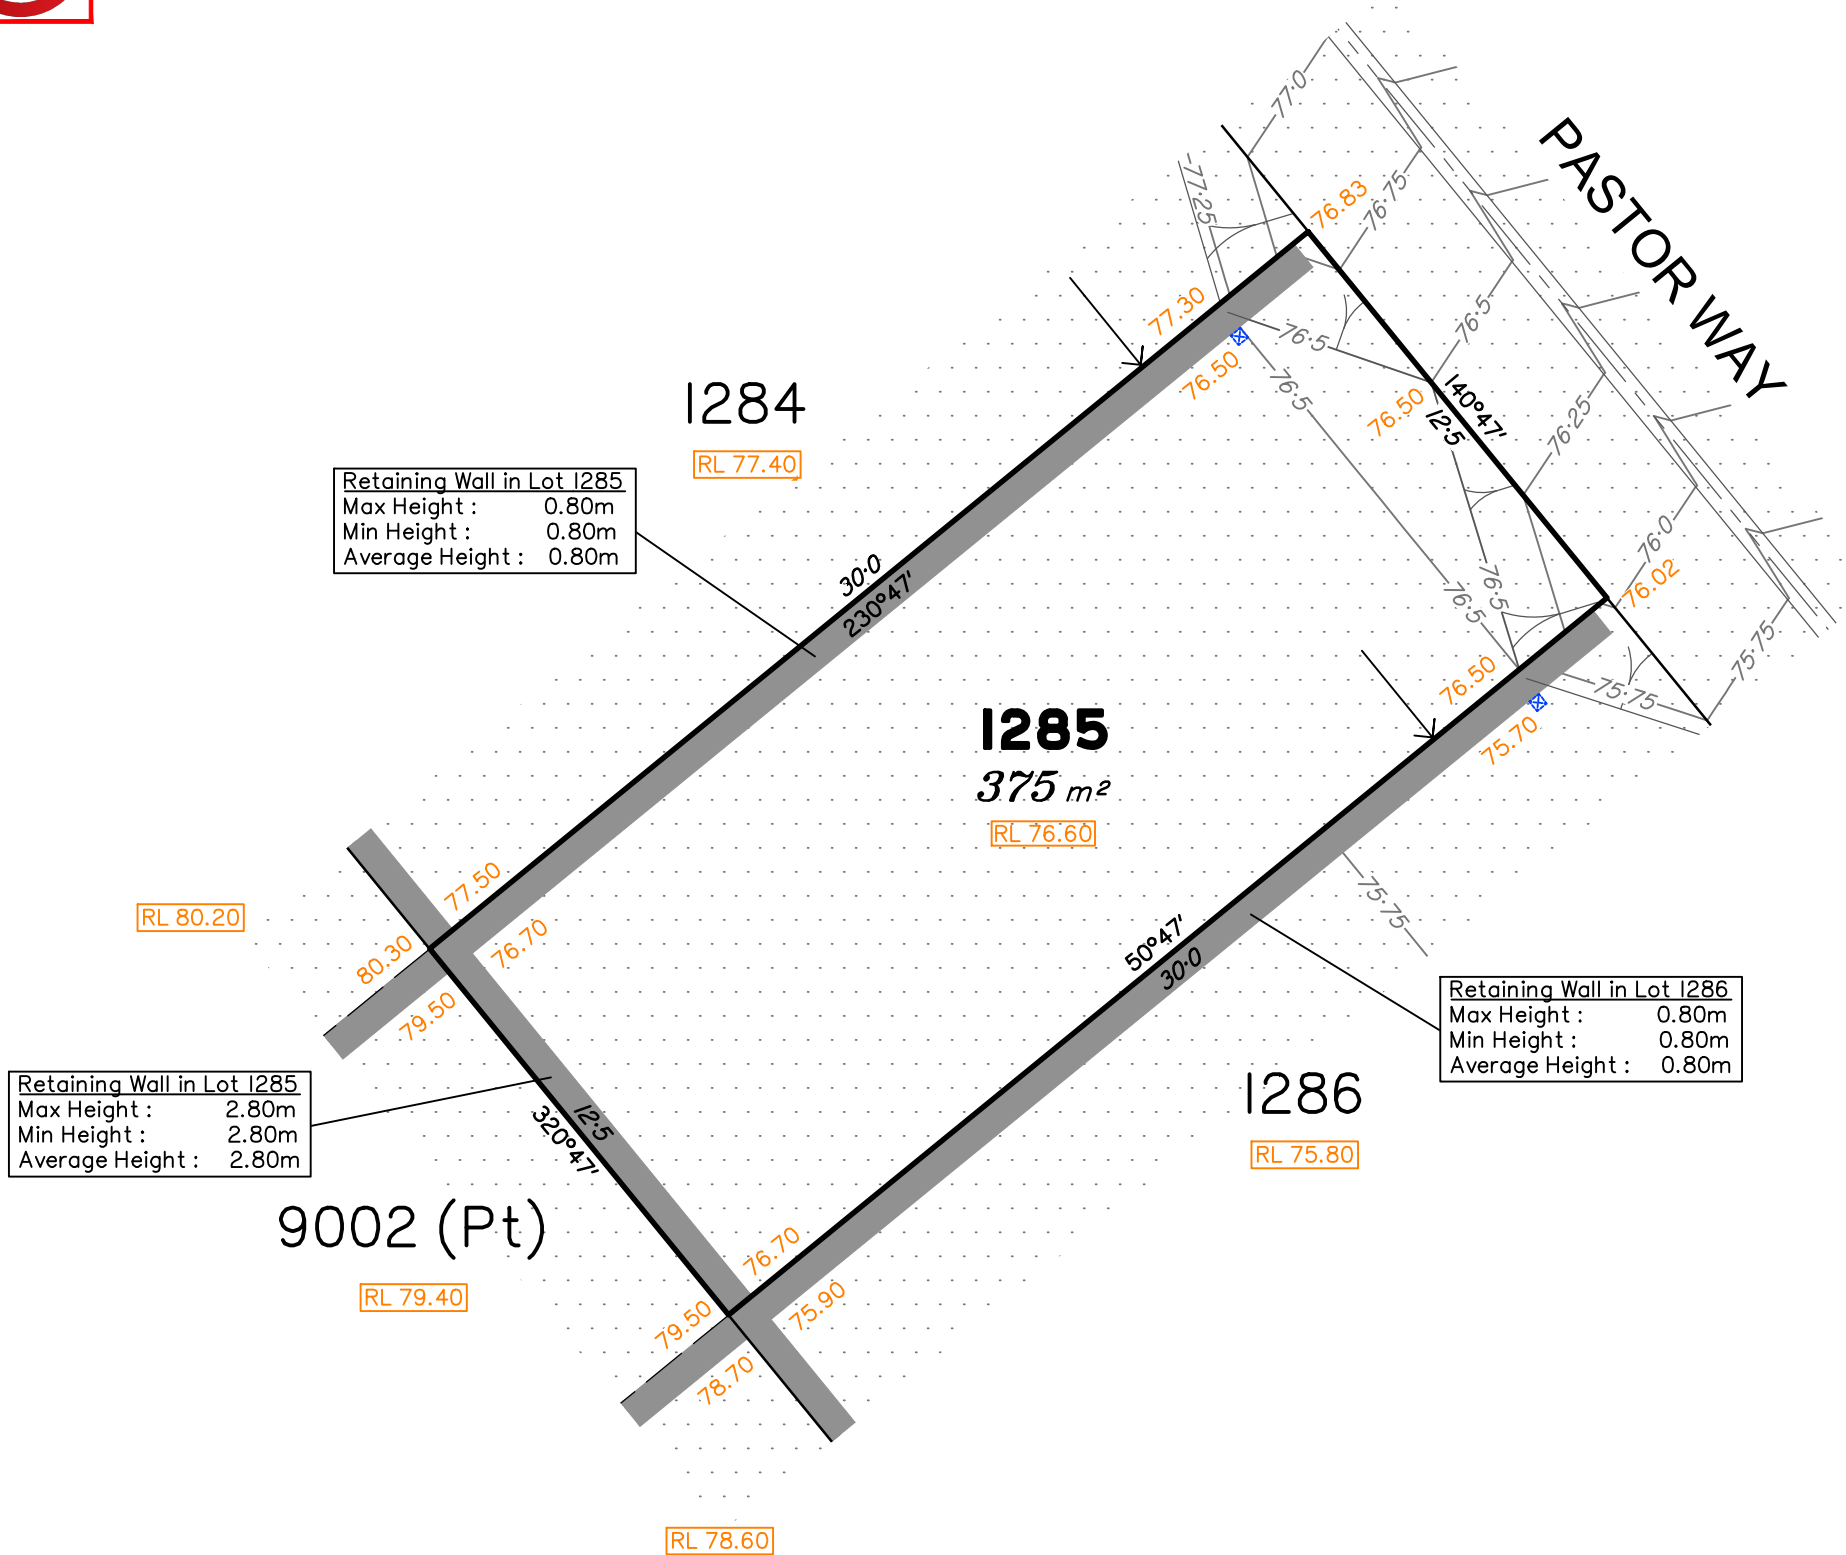 PASTOR WAY
77·0
76·75
76·5
76·25
76·0
75·75
77·25
76.83
77.30
76.50
76·5
76·5
76.50
140°47'
12·5
76·5
76·5
76.02
76.50
75.70
75·75
75·75
1284
RL 77.40
Retaining Wall in Lot 1285
Max Height : 0.80m
Min Height : 0.80m
Average Height : 0.80m
30·0
230°47'
1285
375 m²
RL 76.60
77.50
76.70
RL 80.20
80.30
79.50
50°47'
30·0
Retaining Wall in Lot 1286
Max Height : 0.80m
Min Height : 0.80m
Average Height : 0.80m
1286
RL 75.80
Retaining Wall in Lot 1285
Max Height : 2.80m
Min Height : 2.80m
Average Height : 2.80m
12·5
320°47'
9002 (Pt)
RL 79.40
76.70
75.90
79.50
78.70
RL 78.60